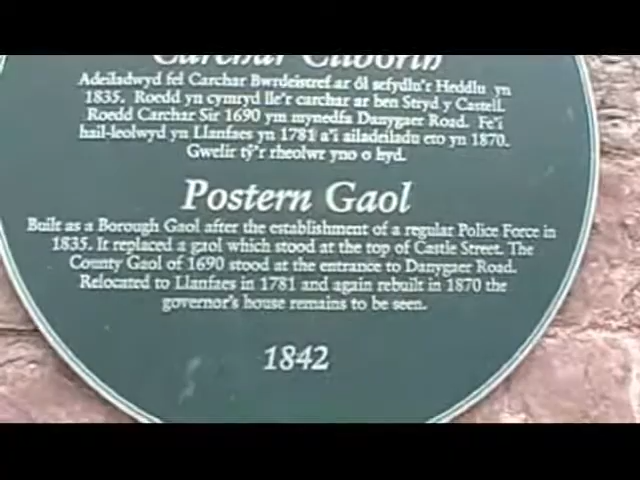 Carchar Cilborth
Adeiladwyd fel Carchar Bwrdeistref ar ôl sefydlu'r Heddlu yn
1835. Roedd yn cymryd lle'r carchar ar ben Stryd y Castell.
Roedd Carchar Sir 1690 ym mynedfa Danygaer Road. Fe'i
hail-leolwyd yn Llanfaes yn 1781 a'i ailadeiladu eto yn 1870.
Gwelir tŷ'r rheolwr yno o hyd.
Postern Gaol
Built as a Borough Gaol after the establishment of a regular Police Force in
1835. It replaced a gaol which stood at the top of Castle Street. The
County Gaol of 1690 stood at the entrance to Danygaer Road.
Relocated to Llanfaes in 1781 and again rebuilt in 1870 the
governor's house remains to be seen.
1842